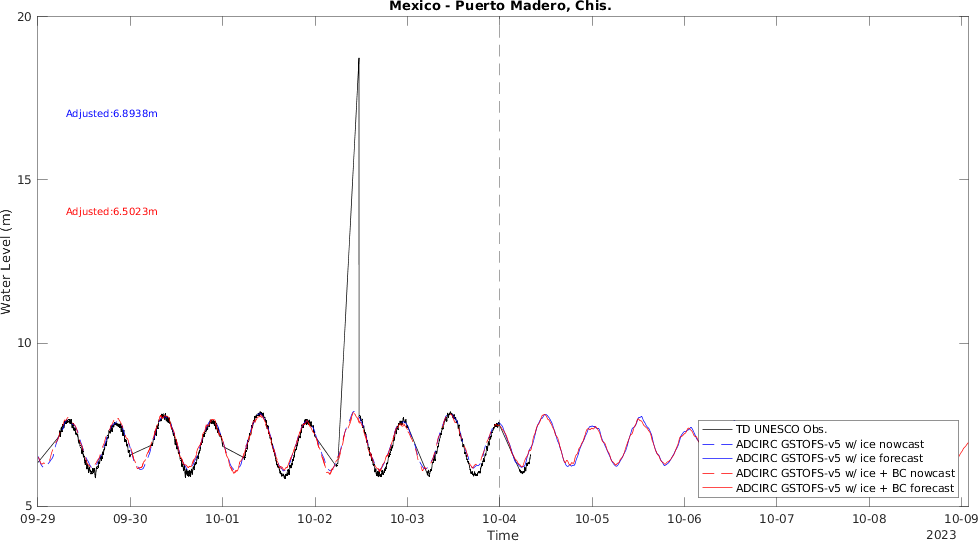 Mexico - Puerto Madero, Chis.
20
15
10
5
Water Level (m)
Adjusted:6.8938m
Adjusted:6.5023m
TD UNESCO Obs.
ADCIRC GSTOFS-v5 w/ ice nowcast
ADCIRC GSTOFS-v5 w/ ice forecast
ADCIRC GSTOFS-v5 w/ ice + BC nowcast
ADCIRC GSTOFS-v5 w/ ice + BC forecast
09-29 09-30 10-01 10-02 10-03 10-04 10-05 10-06 10-07 10-08 10-09
Time
2023